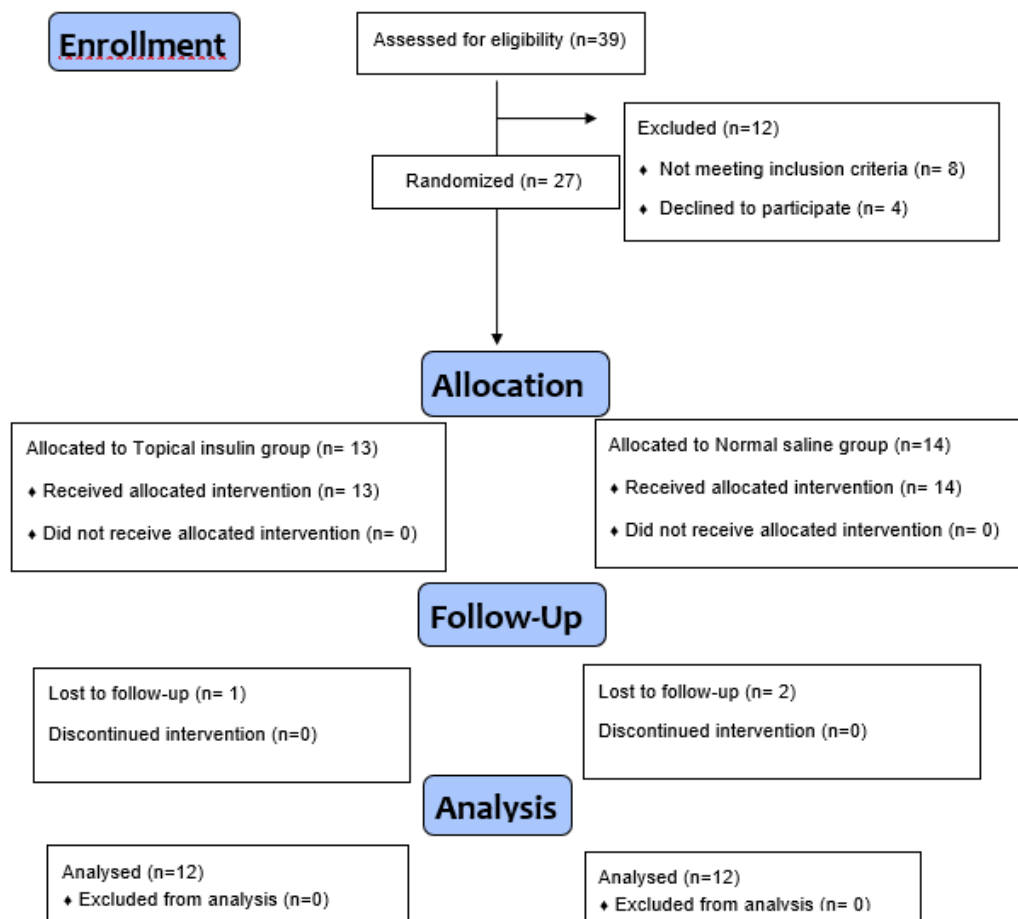 Enrollment
Assessed for eligibility (n=39)
Excluded (n=12)
♦ Not meeting inclusion criteria (n= 8)
♦ Declined to participate (n= 4)
Randomized (n= 27)
Allocation
Allocated to Topical insulin group (n= 13)
♦ Received allocated intervention (n= 13)
♦ Did not receive allocated intervention (n= 0)
Allocated to Normal saline group (n=14)
♦ Received allocated intervention (n= 14)
♦ Did not receive allocated intervention (n= 0)
Follow-Up
Lost to follow-up (n= 1)
Discontinued intervention (n=0)
Lost to follow-up (n= 2)
Discontinued intervention (n=0)
Analysis
Analysed (n=12)
♦ Excluded from analysis (n=0)
Analysed (n=12)
♦ Excluded from analysis (n= 0)